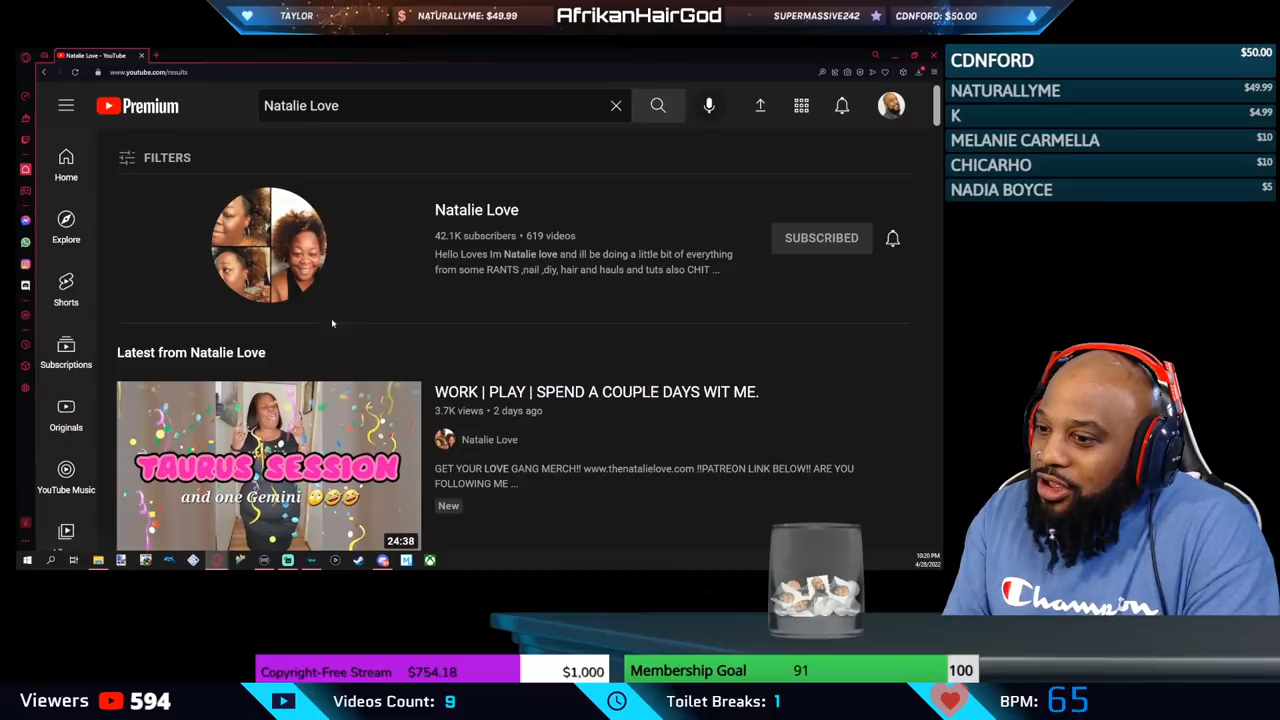 TAYLOR
NATURALLYME: $49.99
AfrikanHairGod
SUPERMASSIVE242
CDNFORD: $50.00
Natalie Love - YouTube
www.youtube.com/results
Premium
Natalie Love
FILTERS
Home
Explore
Shorts
Subscriptions
Originals
YouTube Music
Natalie Love
42.1K subscribers • 619 videos
Hello Loves Im Natalie love and ill be doing a little bit of everything
from some RANTS ,nail ,diy, hair and hauls and tuts also CHIT ...
SUBSCRIBED
Latest from Natalie Love
TAURUS SESSION
and one Gemini
24:38
WORK | PLAY | SPEND A COUPLE DAYS WIT ME.
3.7K views • 2 days ago
Natalie Love
GET YOUR LOVE GANG MERCH!! www.thenatalielove.com !!PATREON LINK BELOW!! ARE YOU
FOLLOWING ME ...
New
10:20 PM
4/28/2022
CDNFORD $50.00
NATURALLYME $49.99
K $4.99
MELANIE CARMELLA $10
CHICARHO $10
NADIA BOYCE $5
Champion
Copyright-Free Stream $754.18 $1,000
Membership Goal 91 100
Viewers 594
Videos Count: 9
Toilet Breaks: 1
BPM: 65